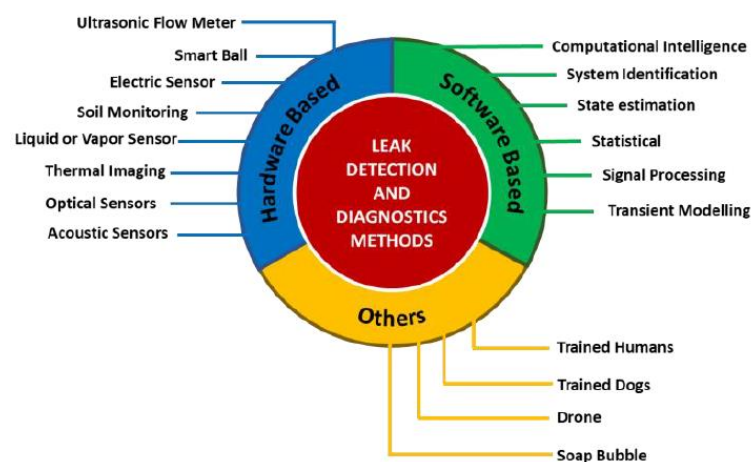 Ultrasonic Flow Meter
Smart Ball
Electric Sensor
Soil Monitoring
Liquid or Vapor Sensor
Thermal Imaging
Optical Sensors
Acoustic Sensors
Hardware Based
LEAK
DETECTION
AND
DIAGNOSTICS
METHODS
Software Based
Computational Intelligence
System Identification
State estimation
Statistical
Signal Processing
Transient Modelling
Others
Trained Humans
Trained Dogs
Drone
Soap Bubble